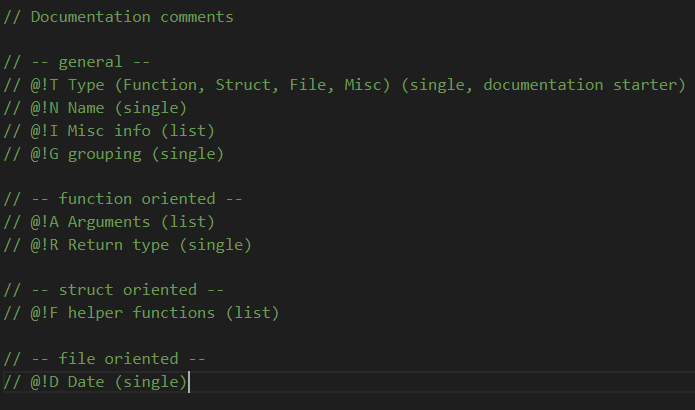 // Documentation comments
// -- general --
// @!T Type (Function, Struct, File, Misc) (single, documentation starter)
// @!N Name (single)
// @!I Misc info (list)
// @!G grouping (single)
// -- function oriented --
// @!A Arguments (list)
// @!R Return type (single)
// -- struct oriented --
// @!F helper functions (list)
// -- file oriented --
// @!D Date (single)